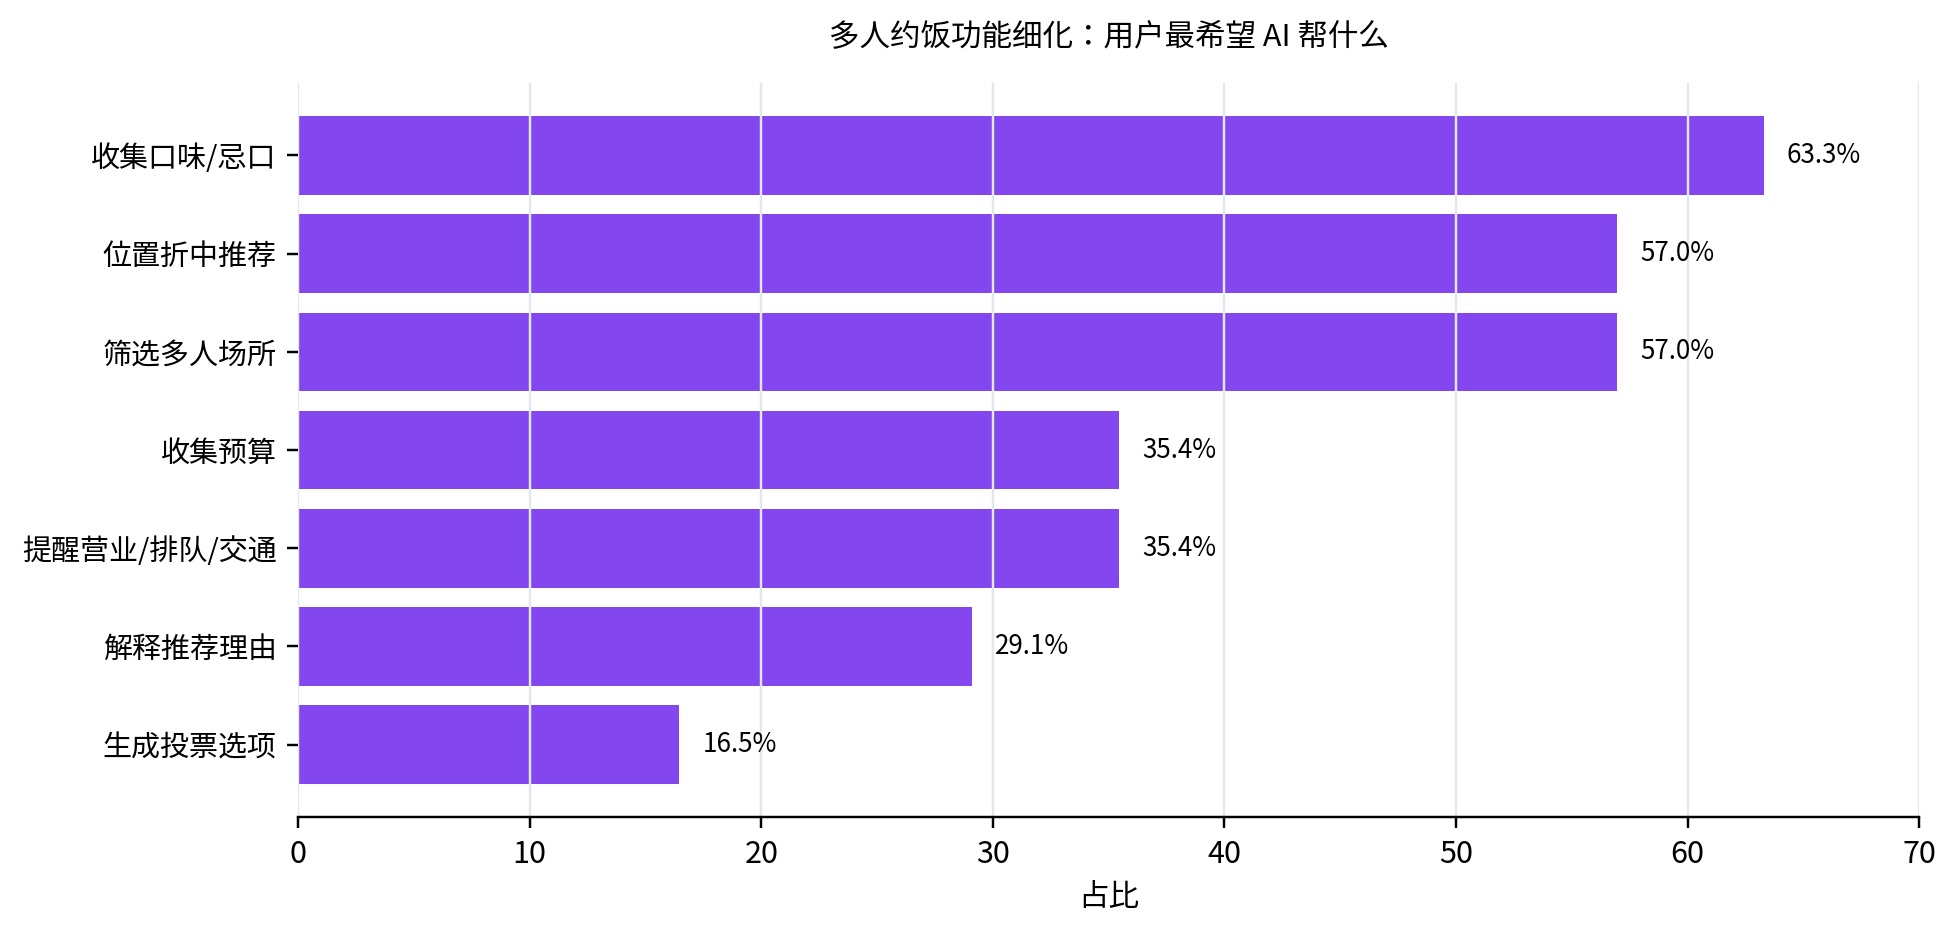 多人约饭功能细化：用户最希望 AI 帮什么
收集口味/忌口 63.3%
位置折中推荐 57.0%
筛选多人场所 57.0%
收集预算 35.4%
提醒营业/排队/交通 35.4%
解释推荐理由 29.1%
生成投票选项 16.5%
0 10 20 30 40 50 60 70
占比